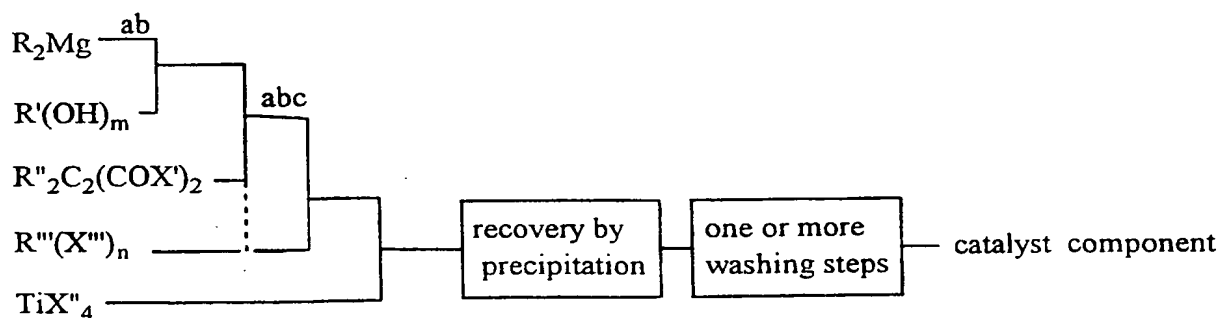 ab
R₂Mg
R'(OH)ₘ
abc
R"₂C₂(COX')₂
R'''(X''')ₙ
TiX"₄
recovery by
precipitation
one or more
washing steps
catalyst component